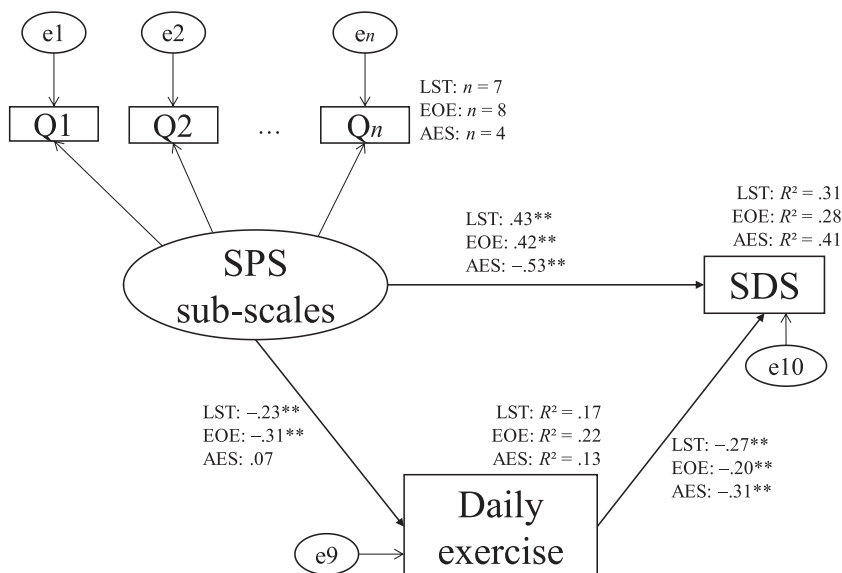 e1
e2
en
Q1
Q2
...
Qn
LST: n = 7
EOE: n = 8
AES: n = 4
SPS
sub-scales
LST: .43**
EOE: .42**
AES: −.53**
LST: R² = .31
EOE: R² = .28
AES: R² = .41
SDS
e10
LST: −.23**
EOE: −.31**
AES: .07
LST: R² = .17
EOE: R² = .22
AES: R² = .13
LST: −.27**
EOE: −.20**
AES: −.31**
Daily
exercise
e9